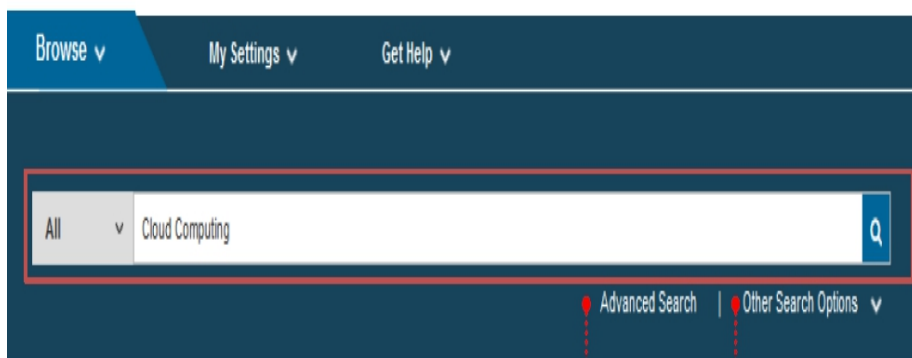 Browse My Settings Get Help
All Cloud Computing
Advanced Search | Other Search Options